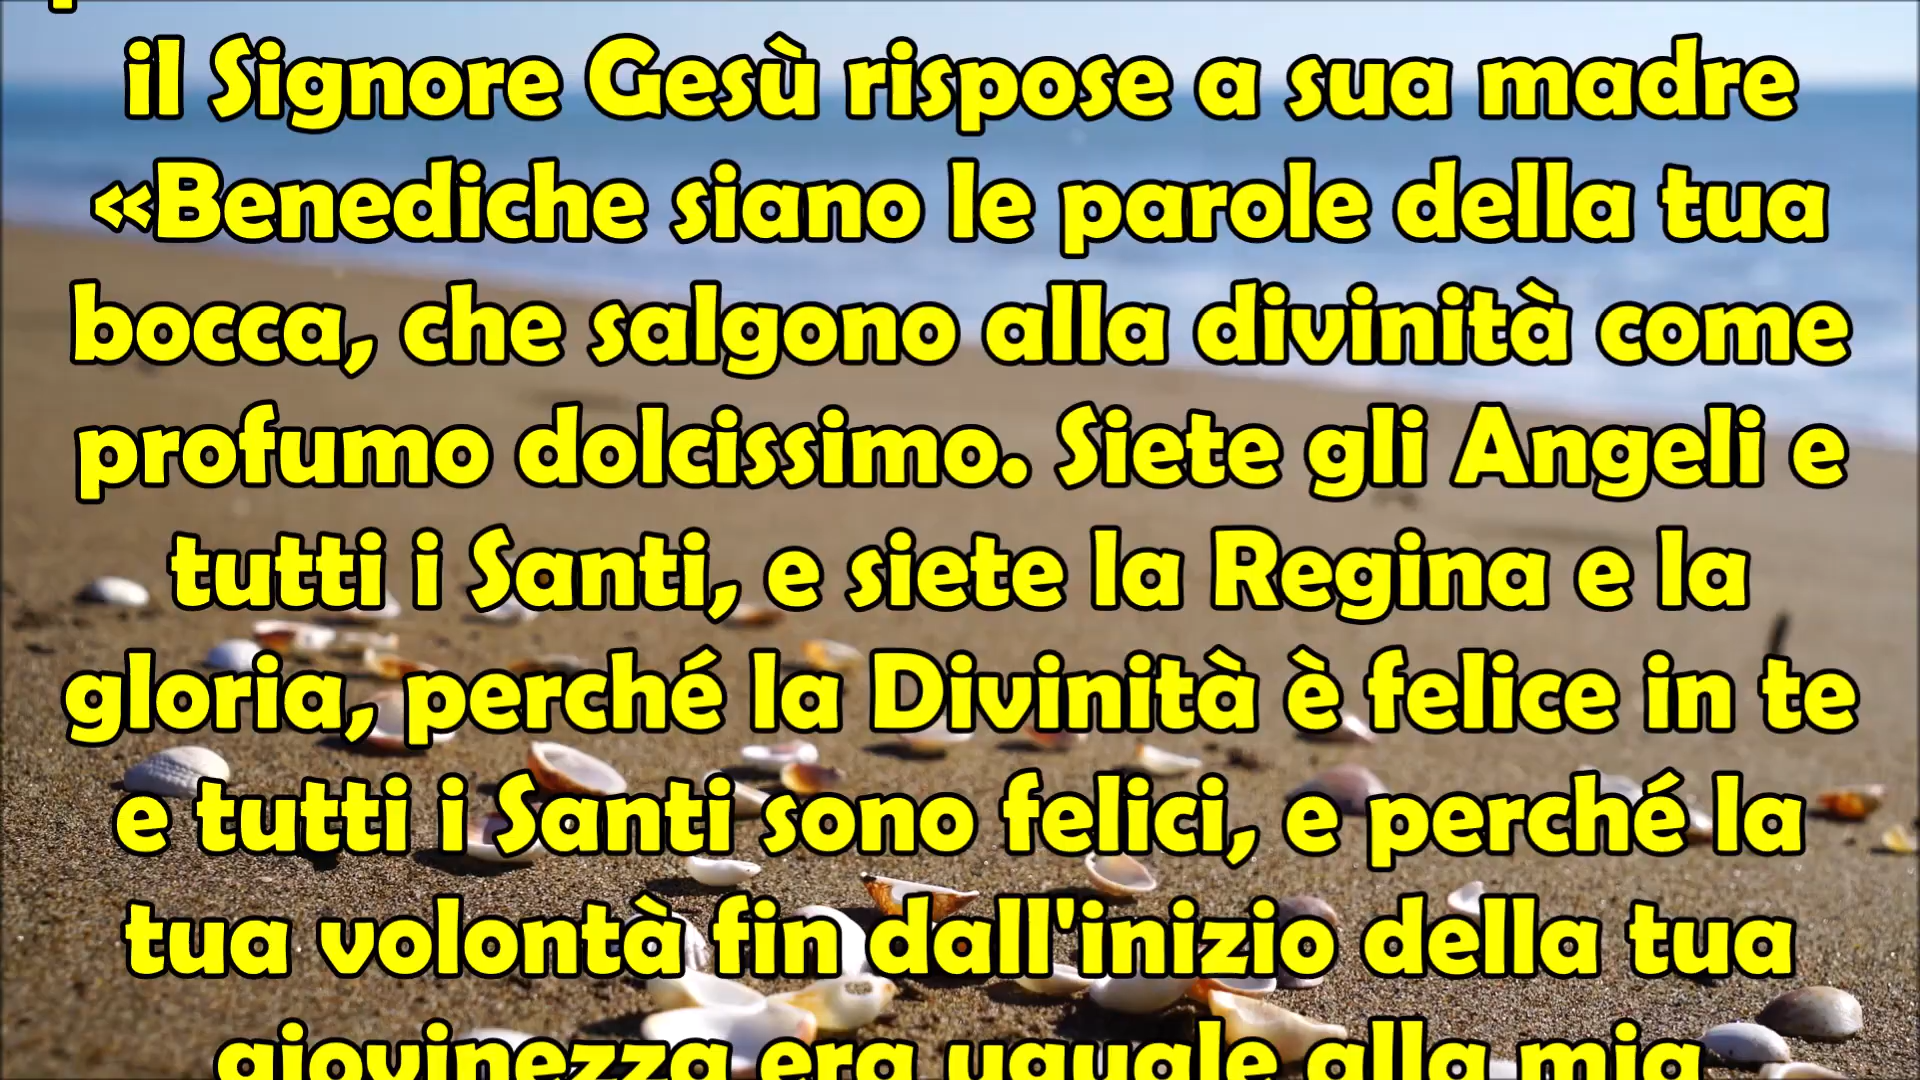 il Signore Gesù rispose a sua madre
«Benediche siano le parole della tua
bocca, che salgono alla divinità come
profumo dolcissimo. Siete gli Angeli e
tutti i Santi, e siete la Regina e la
gloria, perché la Divinità è felice in te
e tutti i Santi sono felici, e perché la
tua volontà fin dall'inizio della tua
giovinezza era uguale alla mia